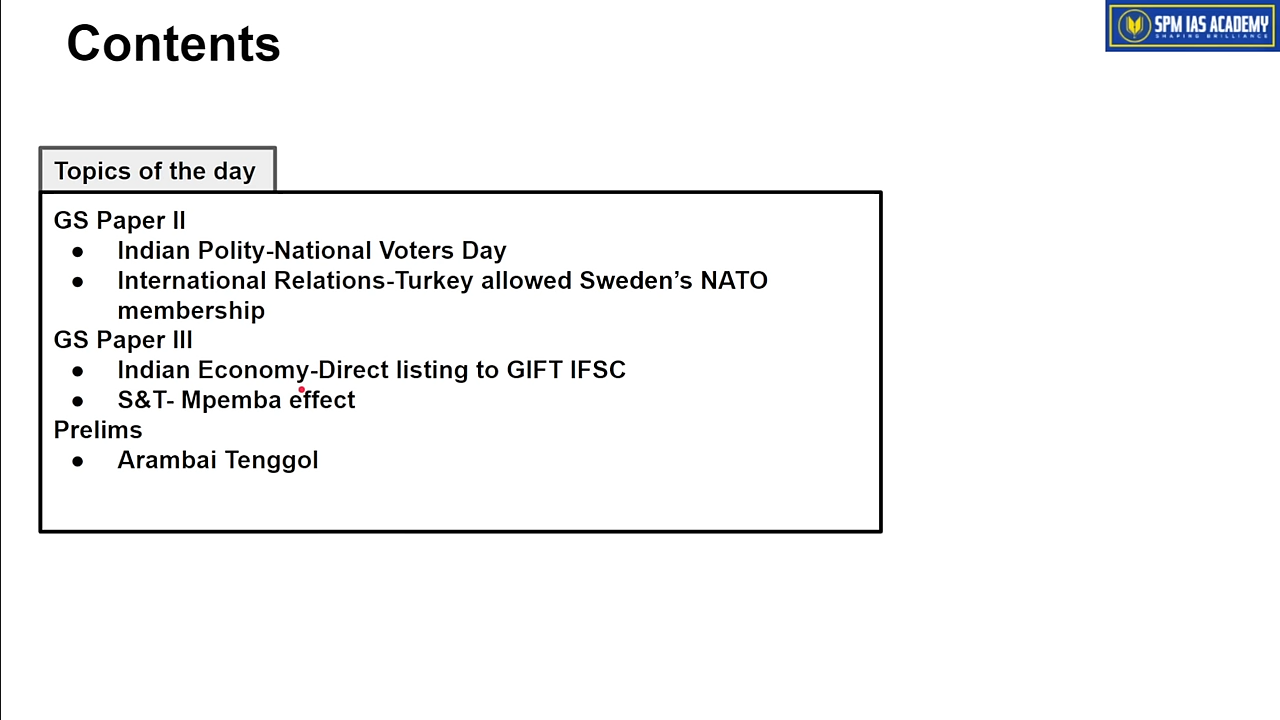 Contents
SPM IAS ACADEMY
SHAPING BRILLIANCE
Topics of the day
GS Paper II
● Indian Polity-National Voters Day
● International Relations-Turkey allowed Sweden’s NATO
membership
GS Paper III
● Indian Economy-Direct listing to GIFT IFSC
● S&T- Mpemba effect
Prelims
● Arambai Tenggol